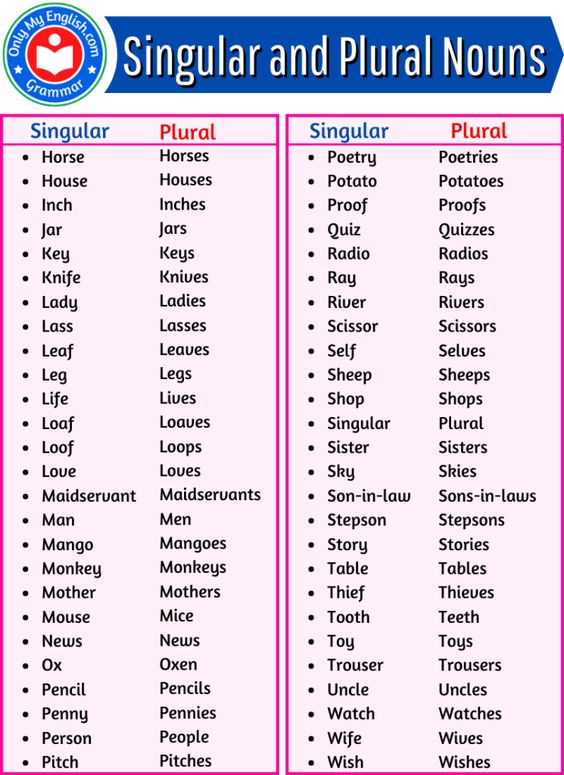 Only My English.com
Grammar
Singular and Plural Nouns
Singular Plural
• Horse Horses
• House Houses
• Inch Inches
• Jar Jars
• Key Keys
• Knife Knives
• Lady Ladies
• Lass Lasses
• Leaf Leaves
• Leg Legs
• Life Lives
• Loaf Loaves
• Loof Loops
• Love Loves
• Maidservant Maidservants
• Man Men
• Mango Mangoes
• Monkey Monkeys
• Mother Mothers
• Mouse Mice
• News News
• Ox Oxen
• Pencil Pencils
• Penny Pennies
• Person People
• Pitch Pitches
Singular Plural
• Poetry Poetries
• Potato Potatoes
• Proof Proofs
• Quiz Quizzes
• Radio Radios
• Ray Rays
• River Rivers
• Scissor Scissors
• Self Selves
• Sheep Sheeps
• Shop Shops
• Singular Plural
• Sister Sisters
• Sky Skies
• Son-in-law Sons-in-laws
• Stepson Stepsons
• Story Stories
• Table Tables
• Thief Thieves
• Tooth Teeth
• Toy Toys
• Trouser Trousers
• Uncle Uncles
• Watch Watches
• Wife Wives
• Wish Wishes